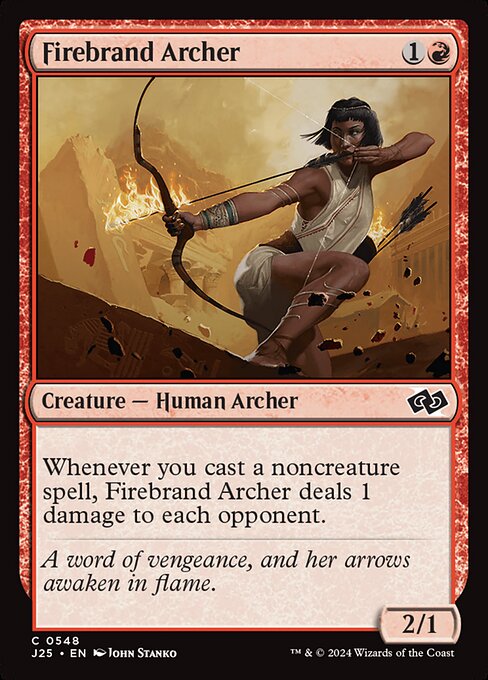 Firebrand Archer 1
Creature — Human Archer
Whenever you cast a noncreature
spell, Firebrand Archer deals 1
damage to each opponent.
A word of vengeance, and her arrows
awaken in flame.
2/1
C 0548
J25 • EN John Stanko
™ & © 2024 Wizards of the Coast